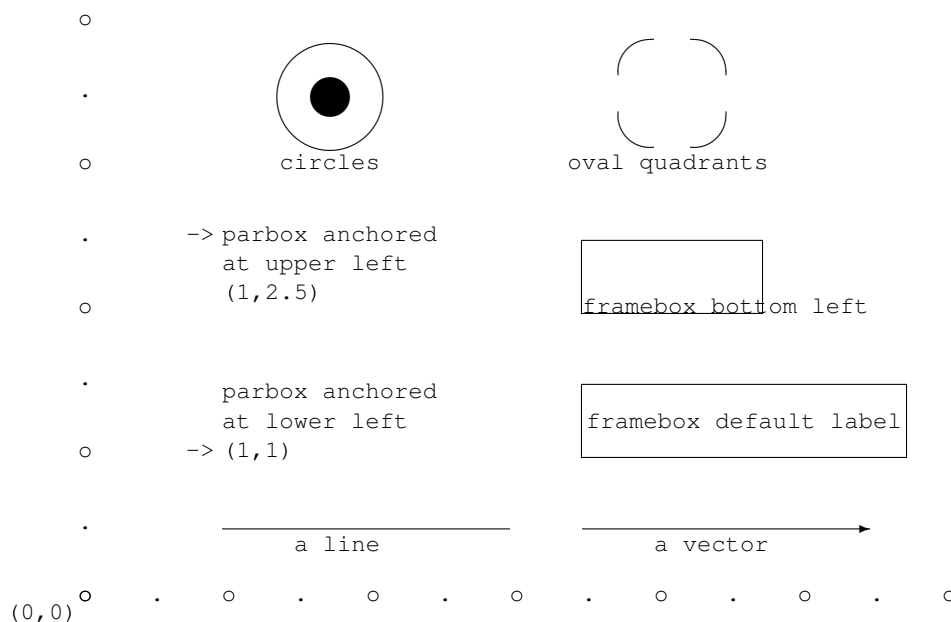 circles
oval quadrants
-> parbox anchored
at upper left
(1,2.5)
framebox bottom left
parbox anchored
at lower left
-> (1,1)
framebox default label
a line
a vector
(0,0)